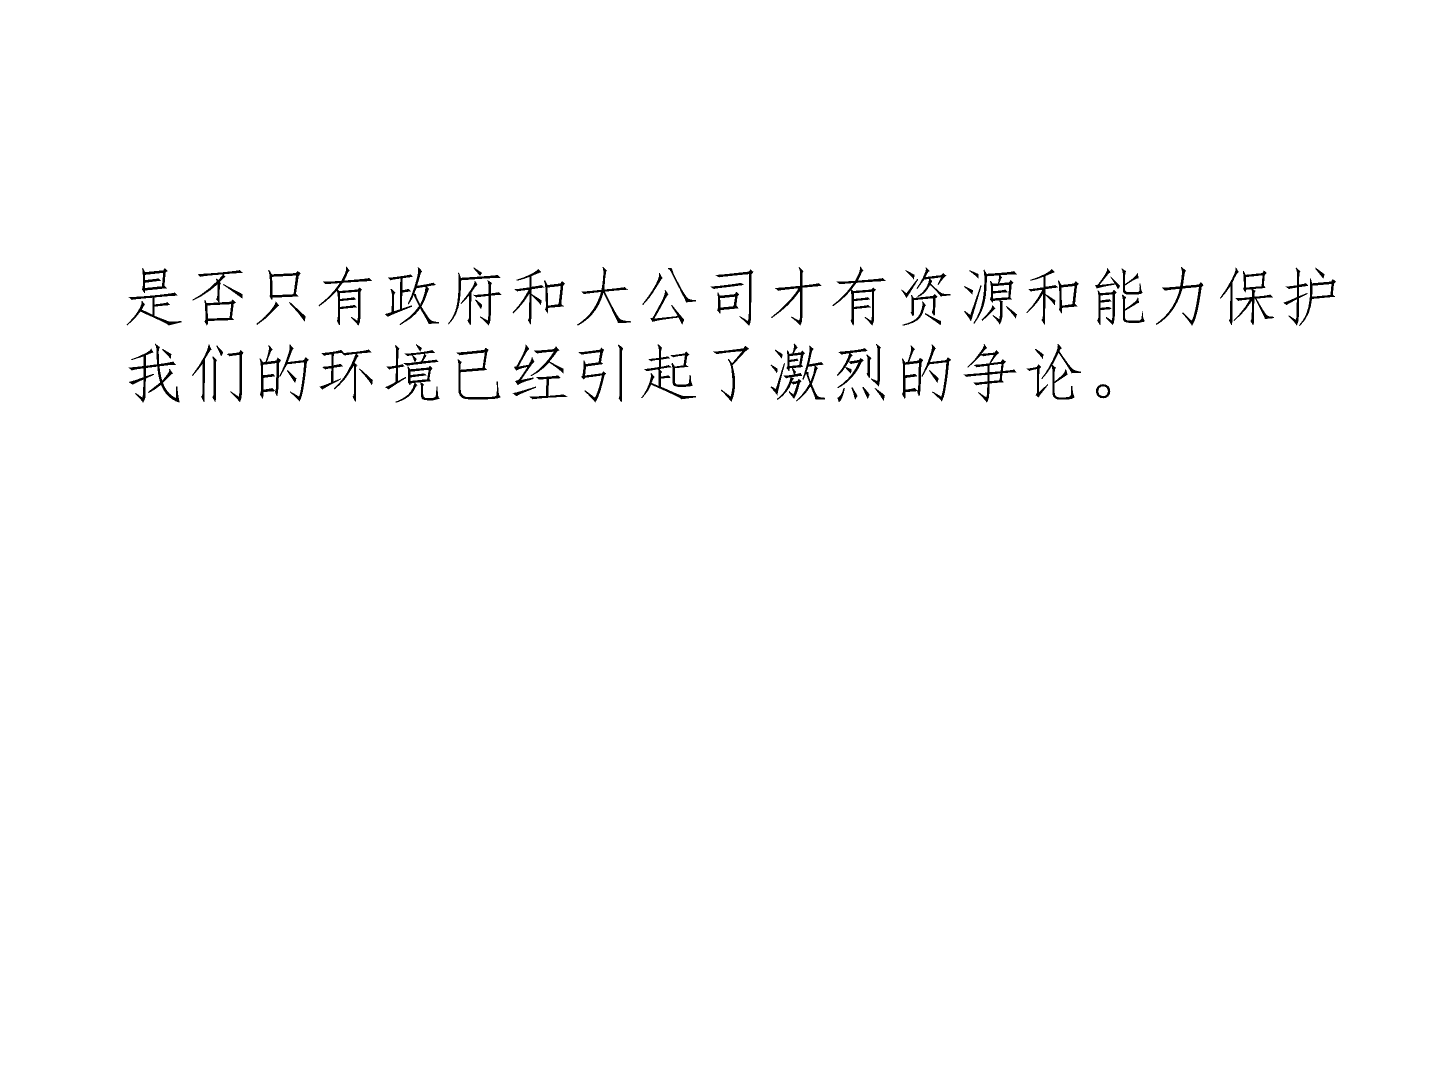 是否只有政府和大公司才有资源和能力保护
我们的环境已经引起了激烈的争论。